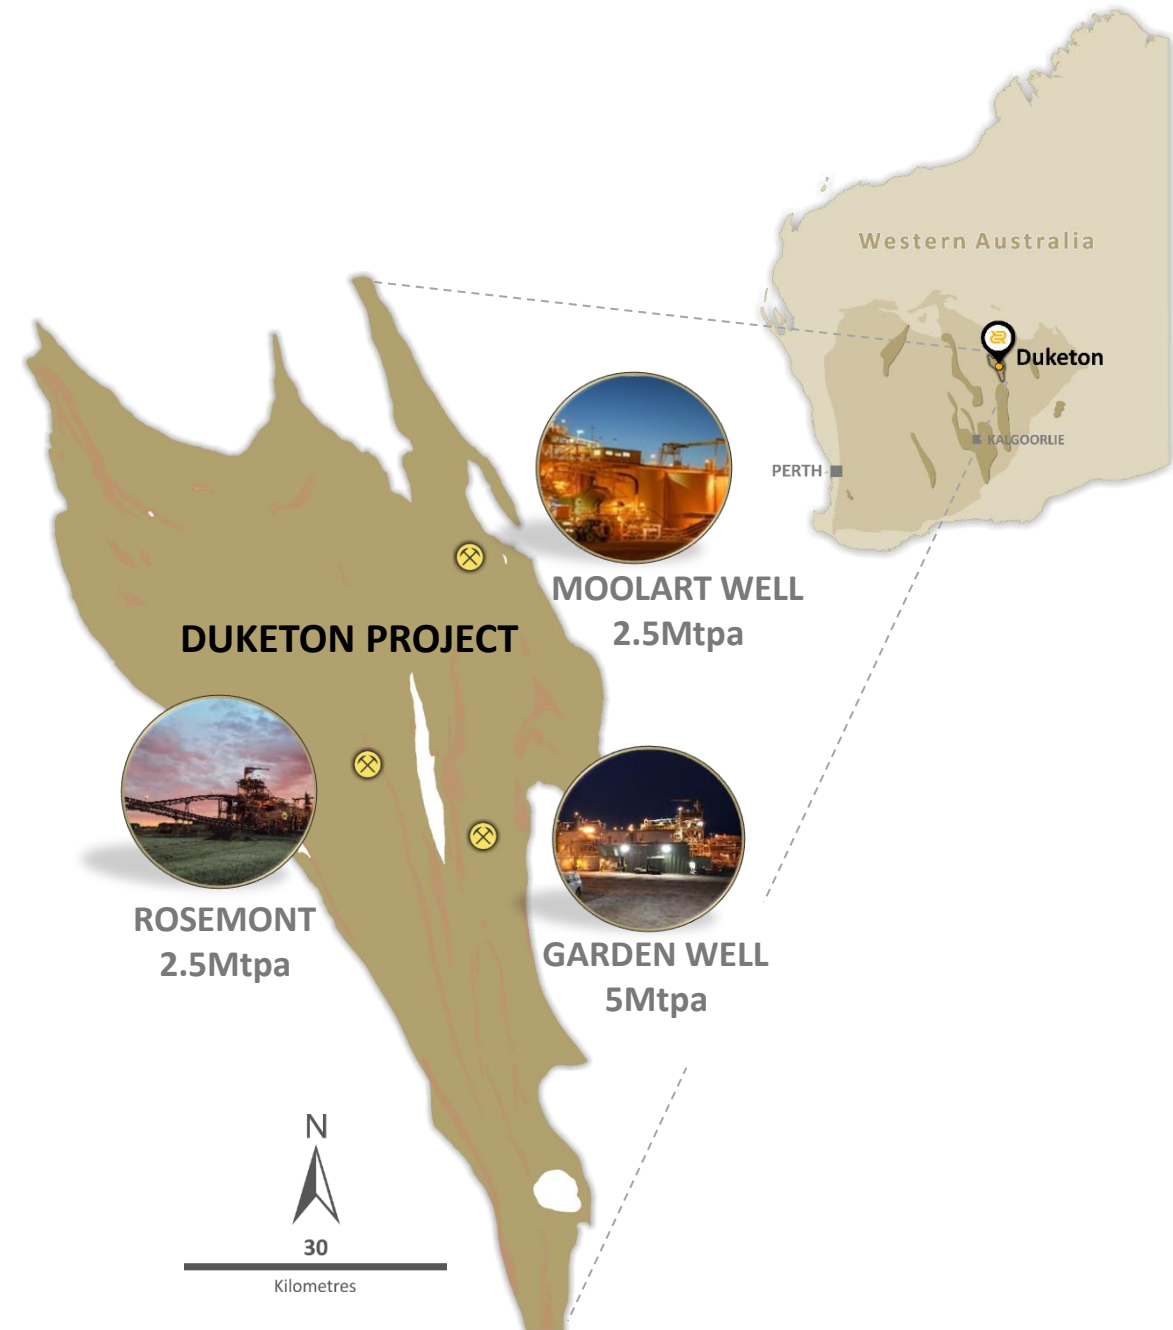 Western Australia
Duketon
KALGOORLIE
PERTH
MOOLART WELL
2.5Mtpa
DUKETON PROJECT
ROSEMONT
2.5Mtpa
GARDEN WELL
5Mtpa
N
30
Kilometres